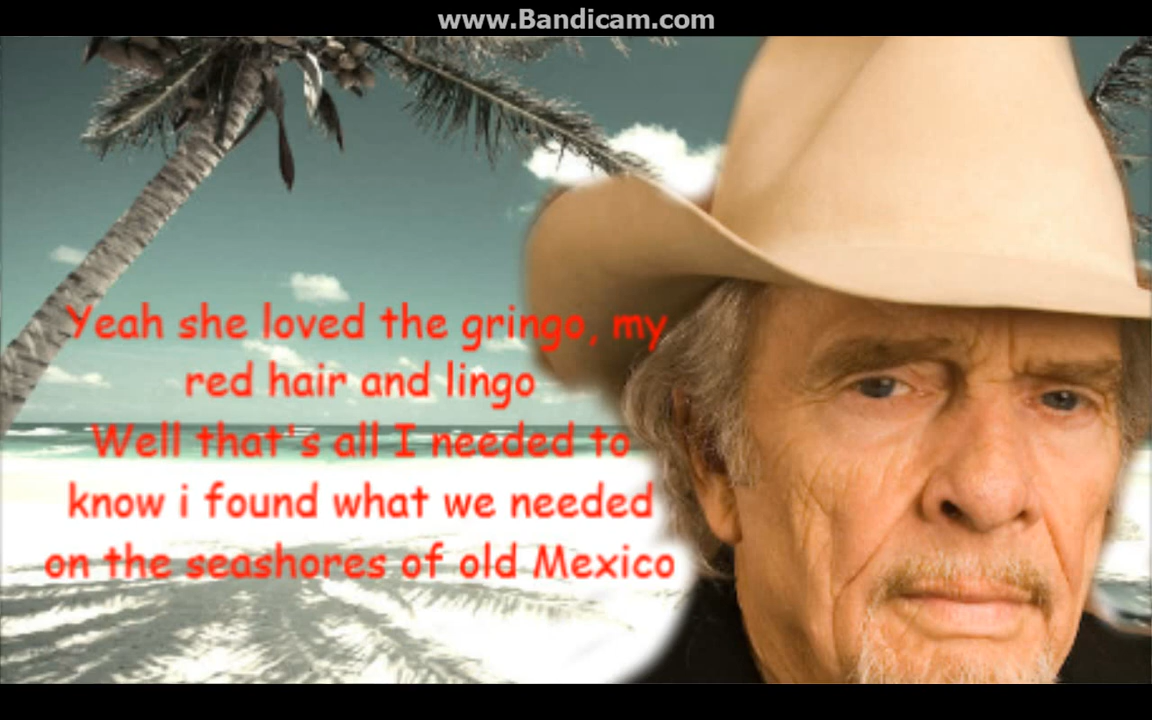 www.Bandicam.com
Yeah she loved the gringo, my
red hair and lingo
Well that's all I needed to
know i found what we needed
on the seashores of old Mexico